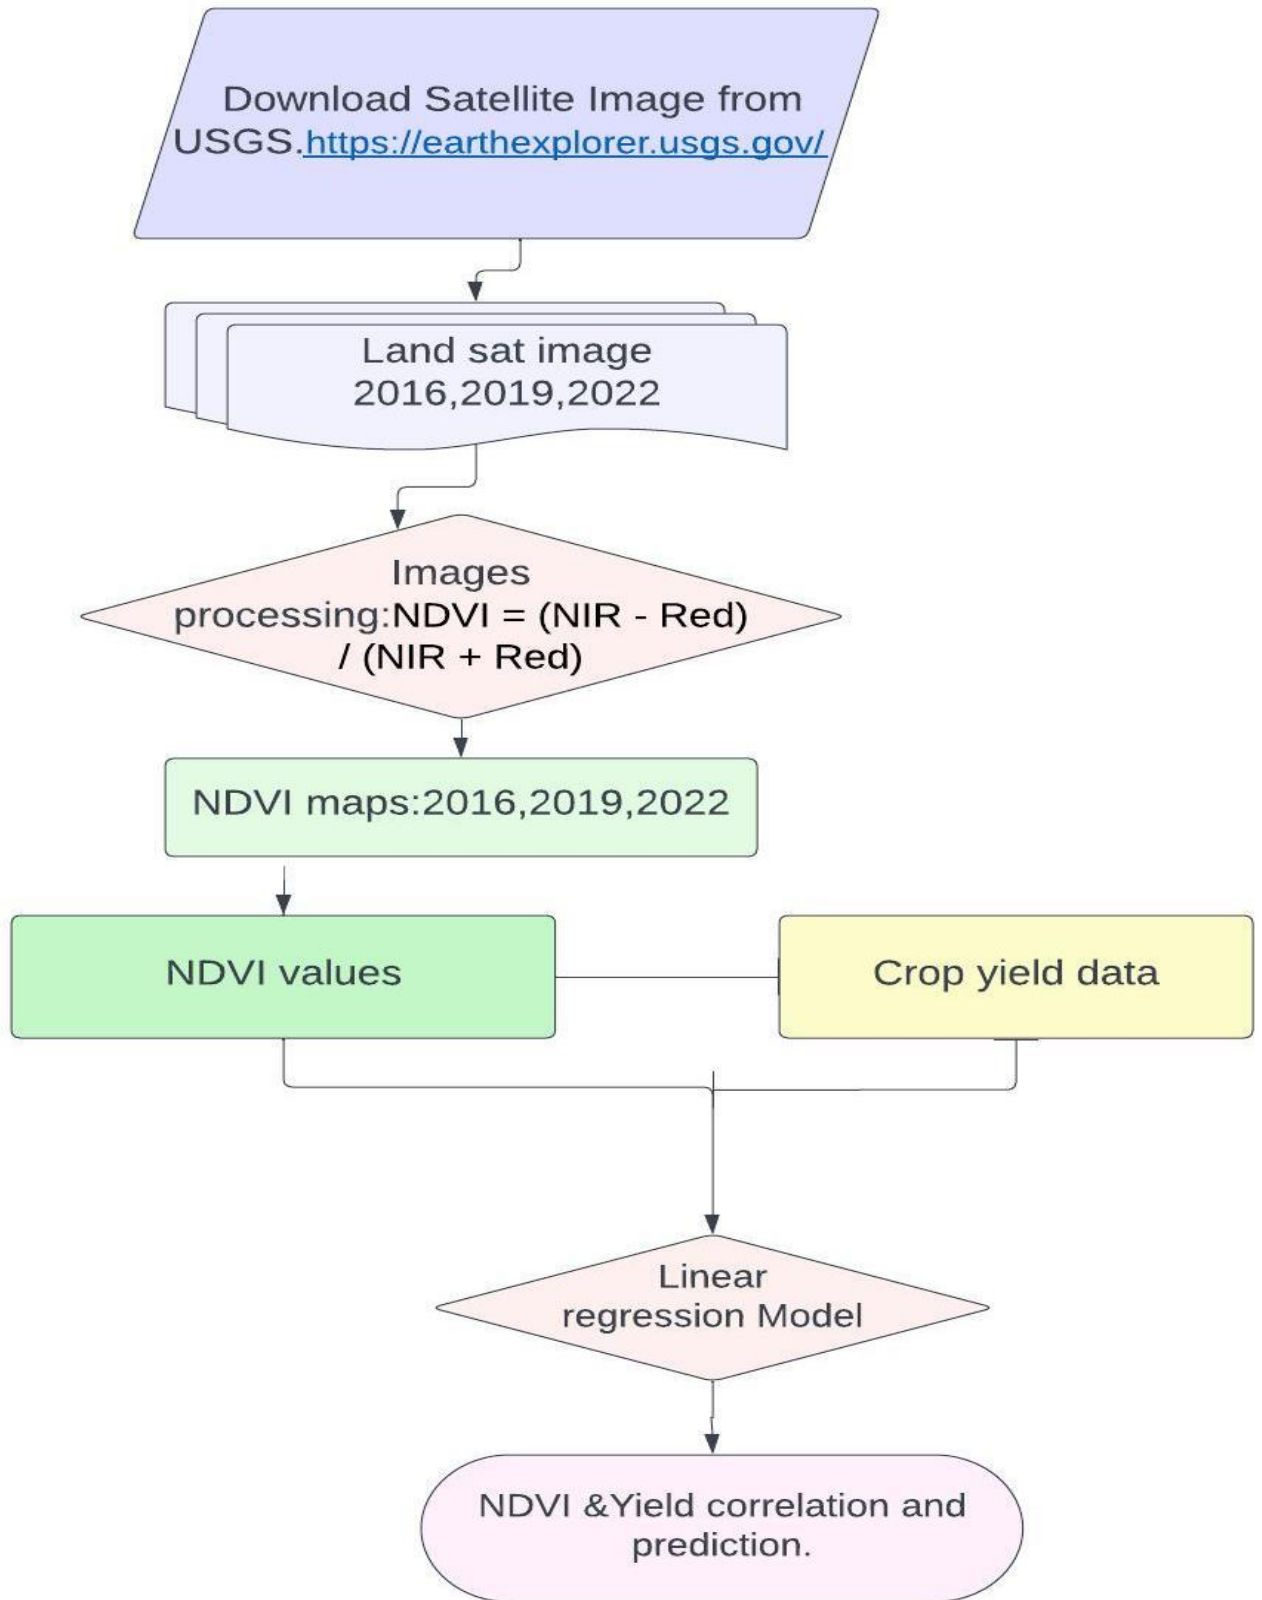 Download Satellite Image from
USGS.https://earthexplorer.usgs.gov/
Land sat image
2016,2019,2022
Images
processing:NDVI = (NIR - Red)
/ (NIR + Red)
NDVI maps:2016,2019,2022
NDVI values
Crop yield data
Linear
regression Model
NDVI &Yield correlation and
prediction.